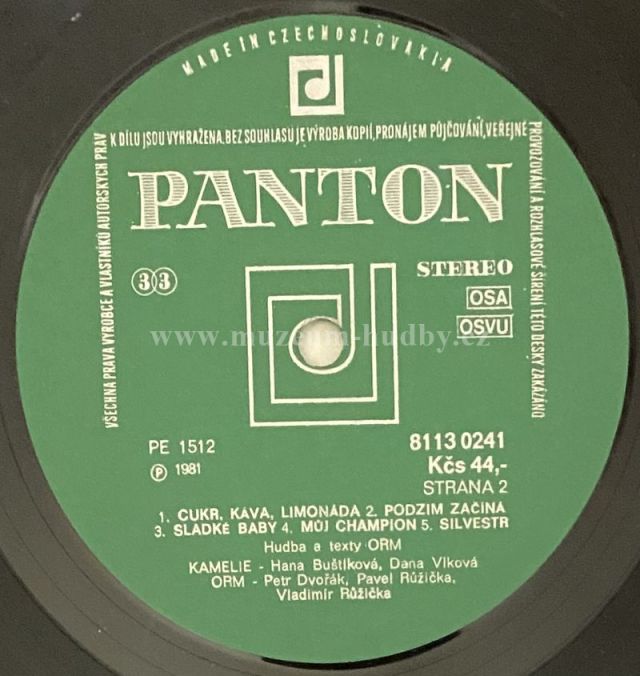 MADE IN CZECHOSLOVAKIA
VŠECHNA PRÁVA VÝROBCE A VLASTNÍKŮ AUTORSKÝCH PRÁV
K DÍLU JSOU VYHRAŽENA. BEZ SOUHLASU JE VÝROBA KOPIÍ, PRONÁJEM PŮJČOVÁNÍ, VEŘEJNÉ
PROVOZOVÁNÍ A ROZHLASOVÉ ŠÍŘENÍ TÉTO DESKY ZAKÁZÁNO
PANTON
33
STEREO
OSA
OSVU
www.muzeum-hudby.cz
PE 1512
8113 0241
Ⓟ 1981
Kčs 44,-
STRANA 2
1. CUKR, KÁVA, LIMONÁDA 2. PODZIM ZAČÍNÁ
3. SLADKÉ BABY 4. MŮJ CHAMPION 5. SILVESTR
Hudba a texty ORM
KAMELIE - Hana Buštíková, Dana Vlková
ORM - Petr Dvořák, Pavel Růžička,
Vladimír Růžička